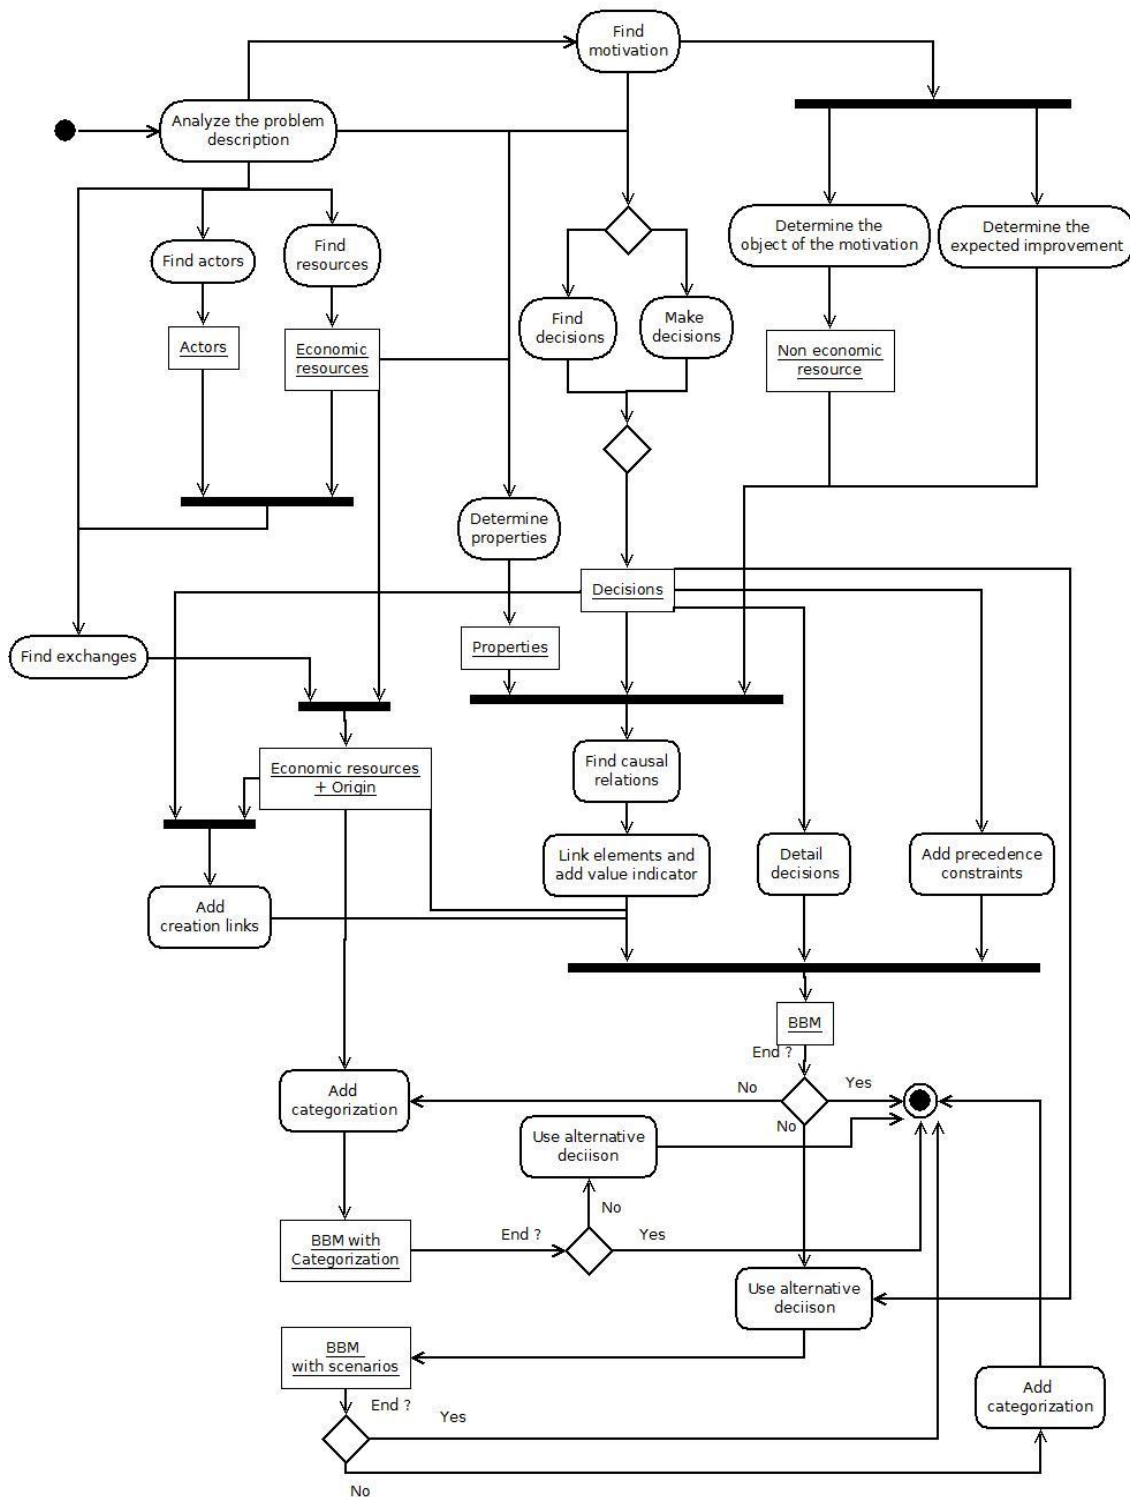 Find
motivation
Analyze the problem
description
Determine the
object of the motivation
Determine the
expected improvement
Find actors
Find
resources
Find
decisions
Make
decisions
Actors
Economic
resources
Non economic
resource
Determine
properties
Decisions
Find exchanges
Properties
Economic resources
+ Origin
Find causal
relations
Link elements and
add value indicator
Detail
decisions
Add precedence
constraints
Add
creation links
BBM
End ?
No
Yes
No
Add
categorization
Use alternative
deciison
No
BBM with
Categorization
End ?
Yes
Use alternative
deciison
BBM
with scenarios
End ?
Yes
No
Add
categorization